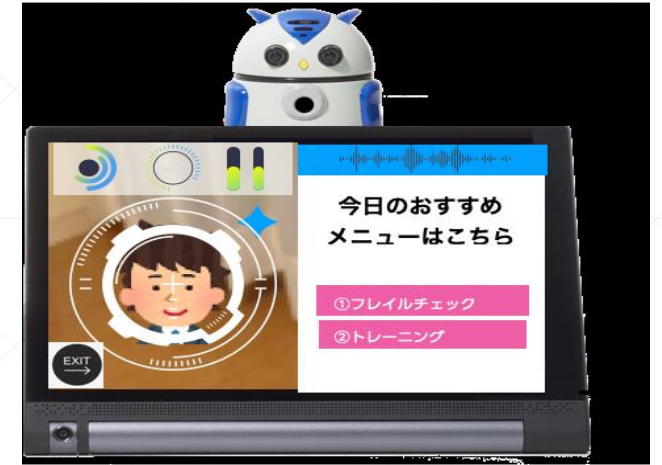 今日のおすすめ
メニューはこちら
①フレイルチェック
②トレーニング
EXIT